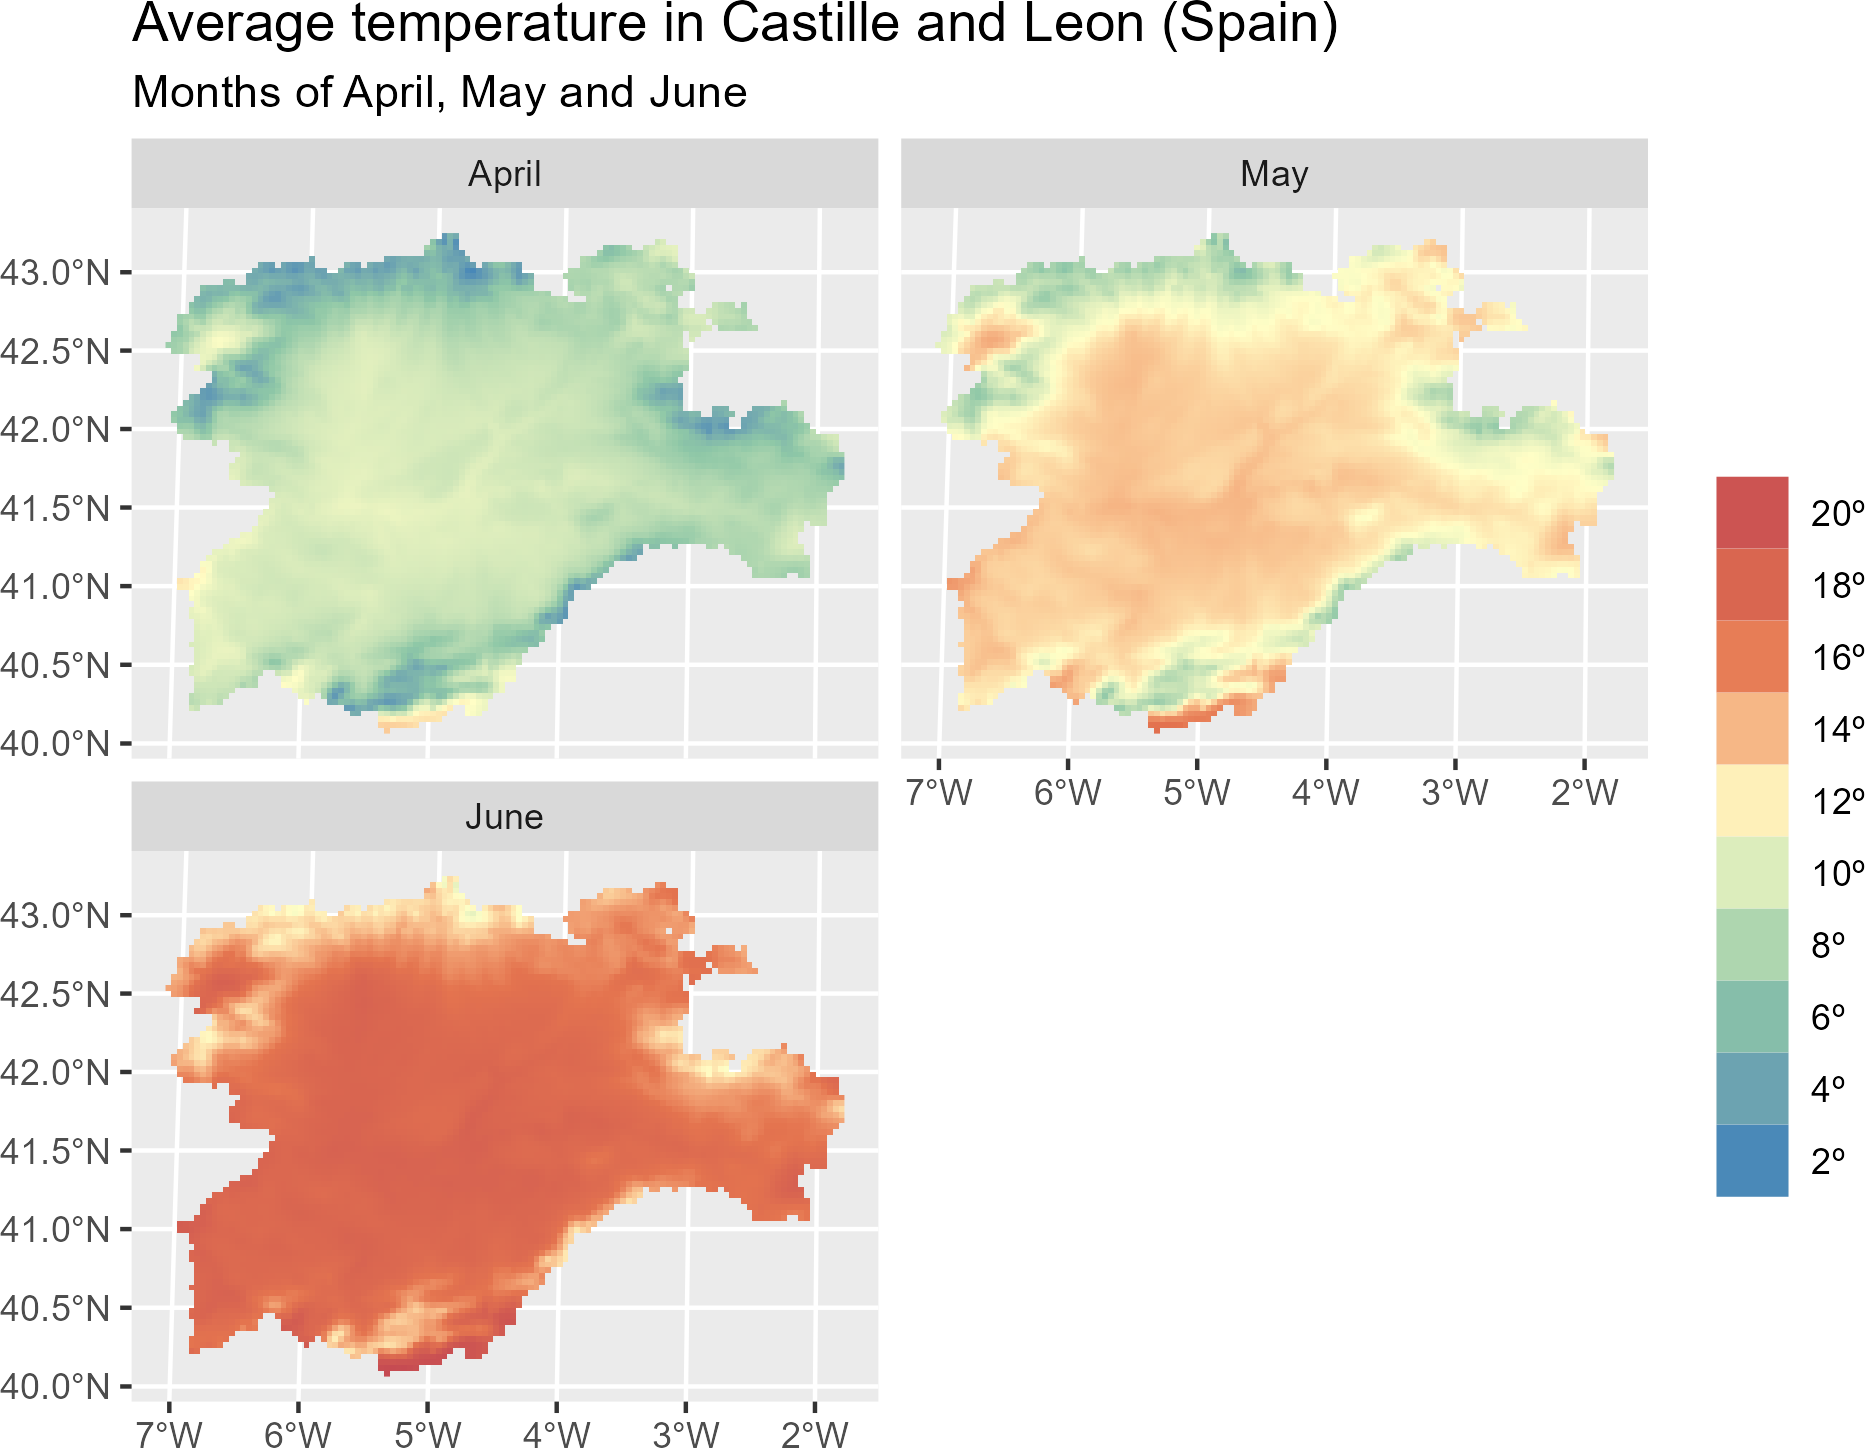 Average temperature in Castille and Leon (Spain)
Months of April, May and June
April
May
43.0°N
42.5°N
42.0°N
41.5°N
41.0°N
40.5°N
40.0°N
7°W 6°W 5°W 4°W 3°W 2°W
June
43.0°N
42.5°N
42.0°N
41.5°N
41.0°N
40.5°N
40.0°N
7°W 6°W 5°W 4°W 3°W 2°W
20º
18º
16º
14º
12º
10º
8º
6º
4º
2º